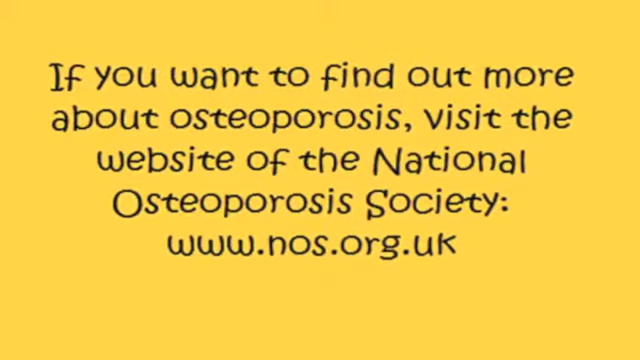 If you want to find out more
about osteoporosis, visit the
website of the National
Osteoporosis Society:
www.nos.org.uk